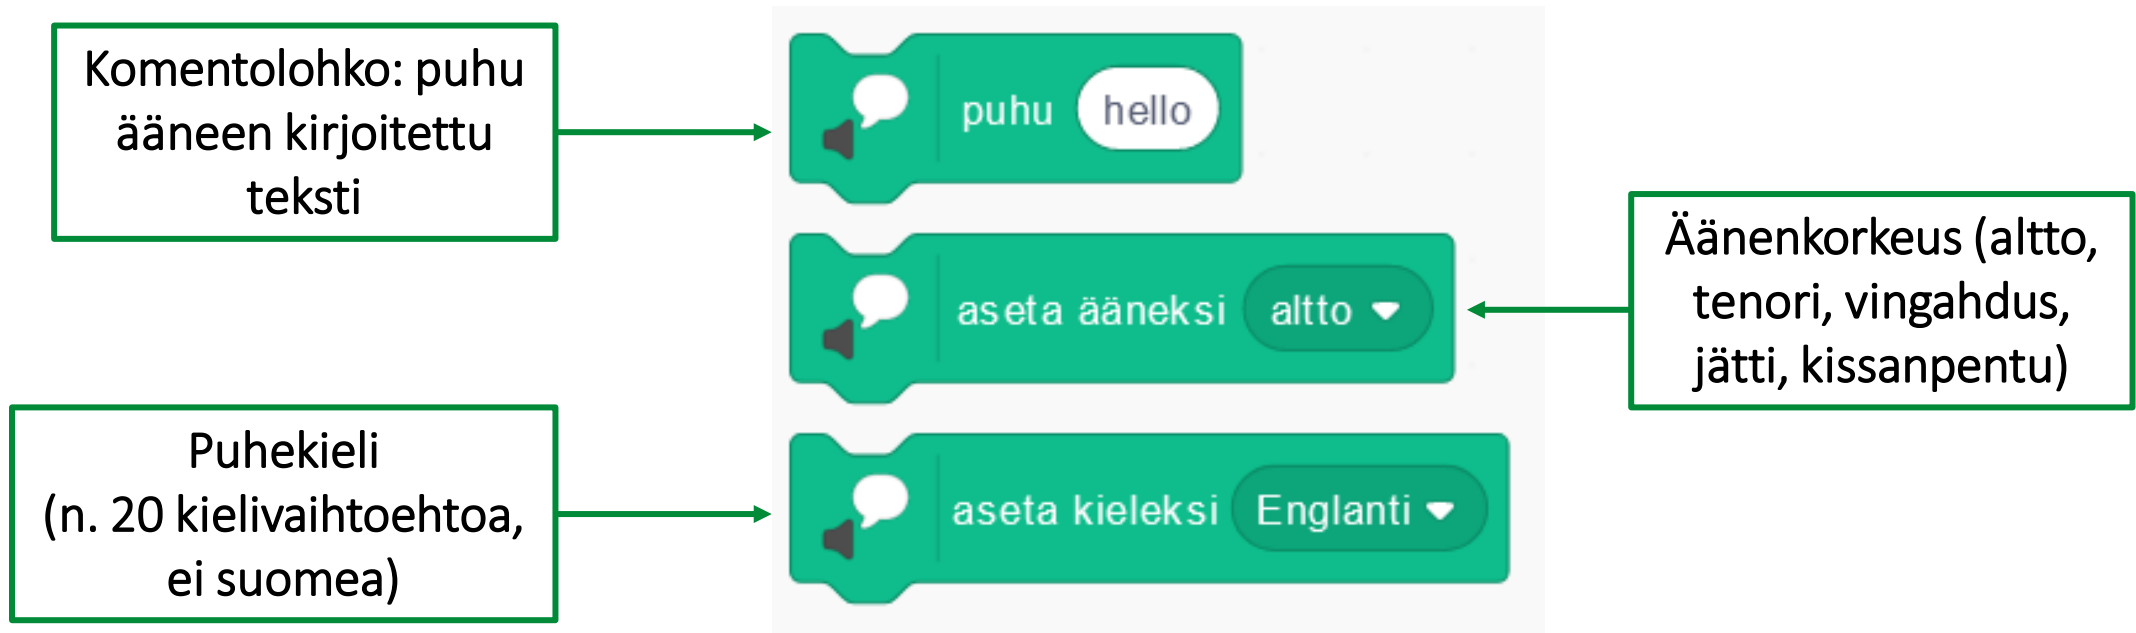 Komentolohko: puhu
ääneen kirjoitettu
teksti
puhu hello
aseta ääneksi altto
Äänenkorkeus (altto,
tenori, vingahdus,
jätti, kissanpentu)
Puhekieli
(n. 20 kielivaihtoehtoa,
ei suomea)
aseta kieleksi Englanti